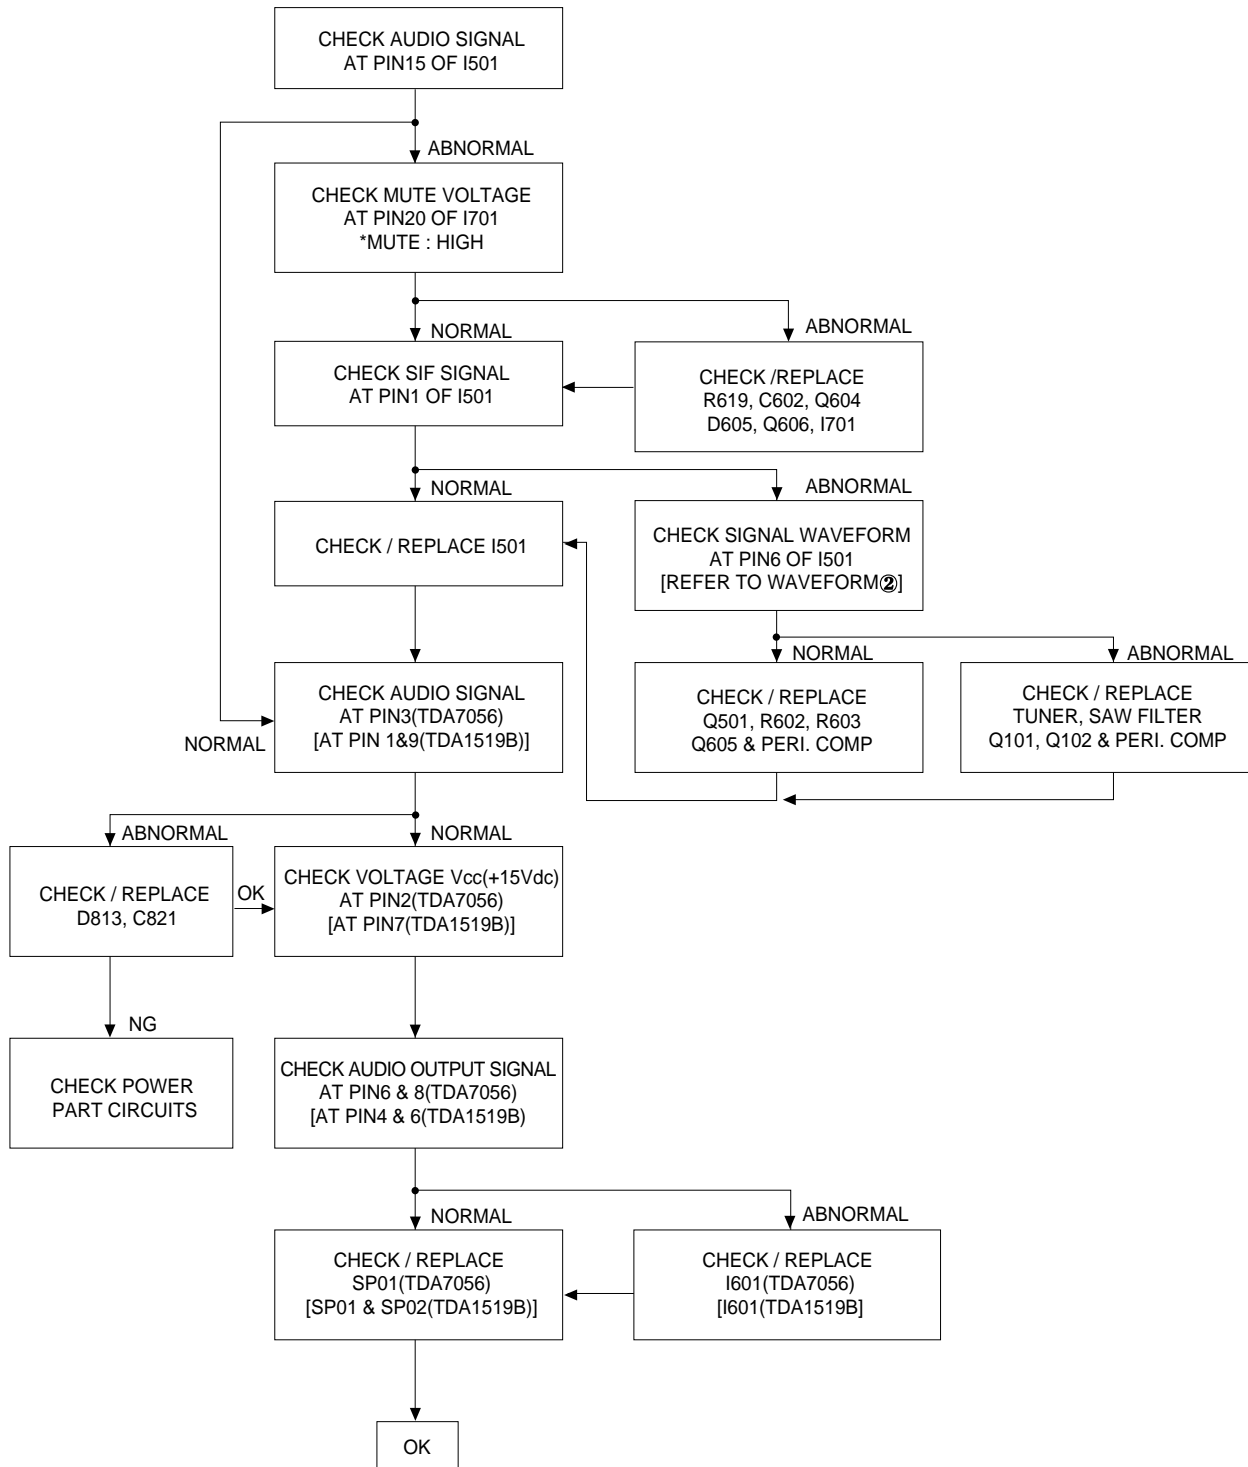 CHECK AUDIO SIGNAL
AT PIN15 OF I501
ABNORMAL
CHECK MUTE VOLTAGE
AT PIN20 OF I701
*MUTE : HIGH
NORMAL
ABNORMAL
CHECK SIF SIGNAL
AT PIN1 OF I501
CHECK /REPLACE
R619, C602, Q604
D605, Q606, I701
NORMAL
ABNORMAL
CHECK / REPLACE I501
CHECK SIGNAL WAVEFORM
AT PIN6 OF I501
[REFER TO WAVEFORM②]
NORMAL
ABNORMAL
CHECK AUDIO SIGNAL
AT PIN3(TDA7056)
[AT PIN 1&9(TDA1519B)]
NORMAL
CHECK / REPLACE
Q501, R602, R603
Q605 & PERI. COMP
CHECK / REPLACE
TUNER, SAW FILTER
Q101, Q102 & PERI. COMP
ABNORMAL
NORMAL
CHECK / REPLACE
D813, C821
OK
CHECK VOLTAGE Vcc(+15Vdc)
AT PIN2(TDA7056)
[AT PIN7(TDA1519B)]
NG
CHECK POWER
PART CIRCUITS
CHECK AUDIO OUTPUT SIGNAL
AT PIN6 & 8(TDA7056)
[AT PIN4 & 6(TDA1519B)
NORMAL
ABNORMAL
CHECK / REPLACE
SP01(TDA7056)
[SP01 & SP02(TDA1519B)]
CHECK / REPLACE
I601(TDA7056)
[I601(TDA1519B]
OK